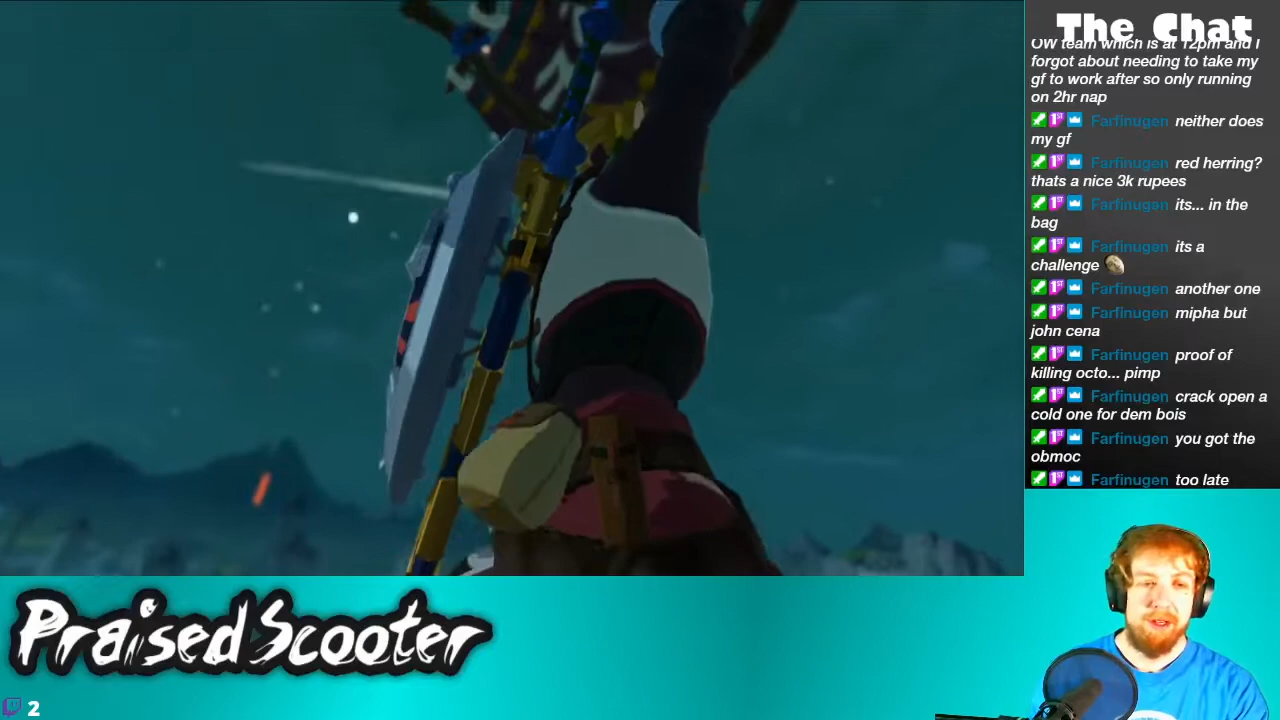 The Chat
OW team which is at 12pm and I
forgot about needing to take my
gf to work after so only running
on 2hr nap
Farfinugen neither does
my gf
Farfinugen red herring?
thats a nice 3k rupees
Farfinugen its... in the
bag
Farfinugen its a
challenge
Farfinugen another one
Farfinugen mipha but
john cena
Farfinugen proof of
killing octo... pimp
Farfinugen crack open a
cold one for dem bois
Farfinugen you got the
obmoc
Farfinugen too late
PraisedScooter
2